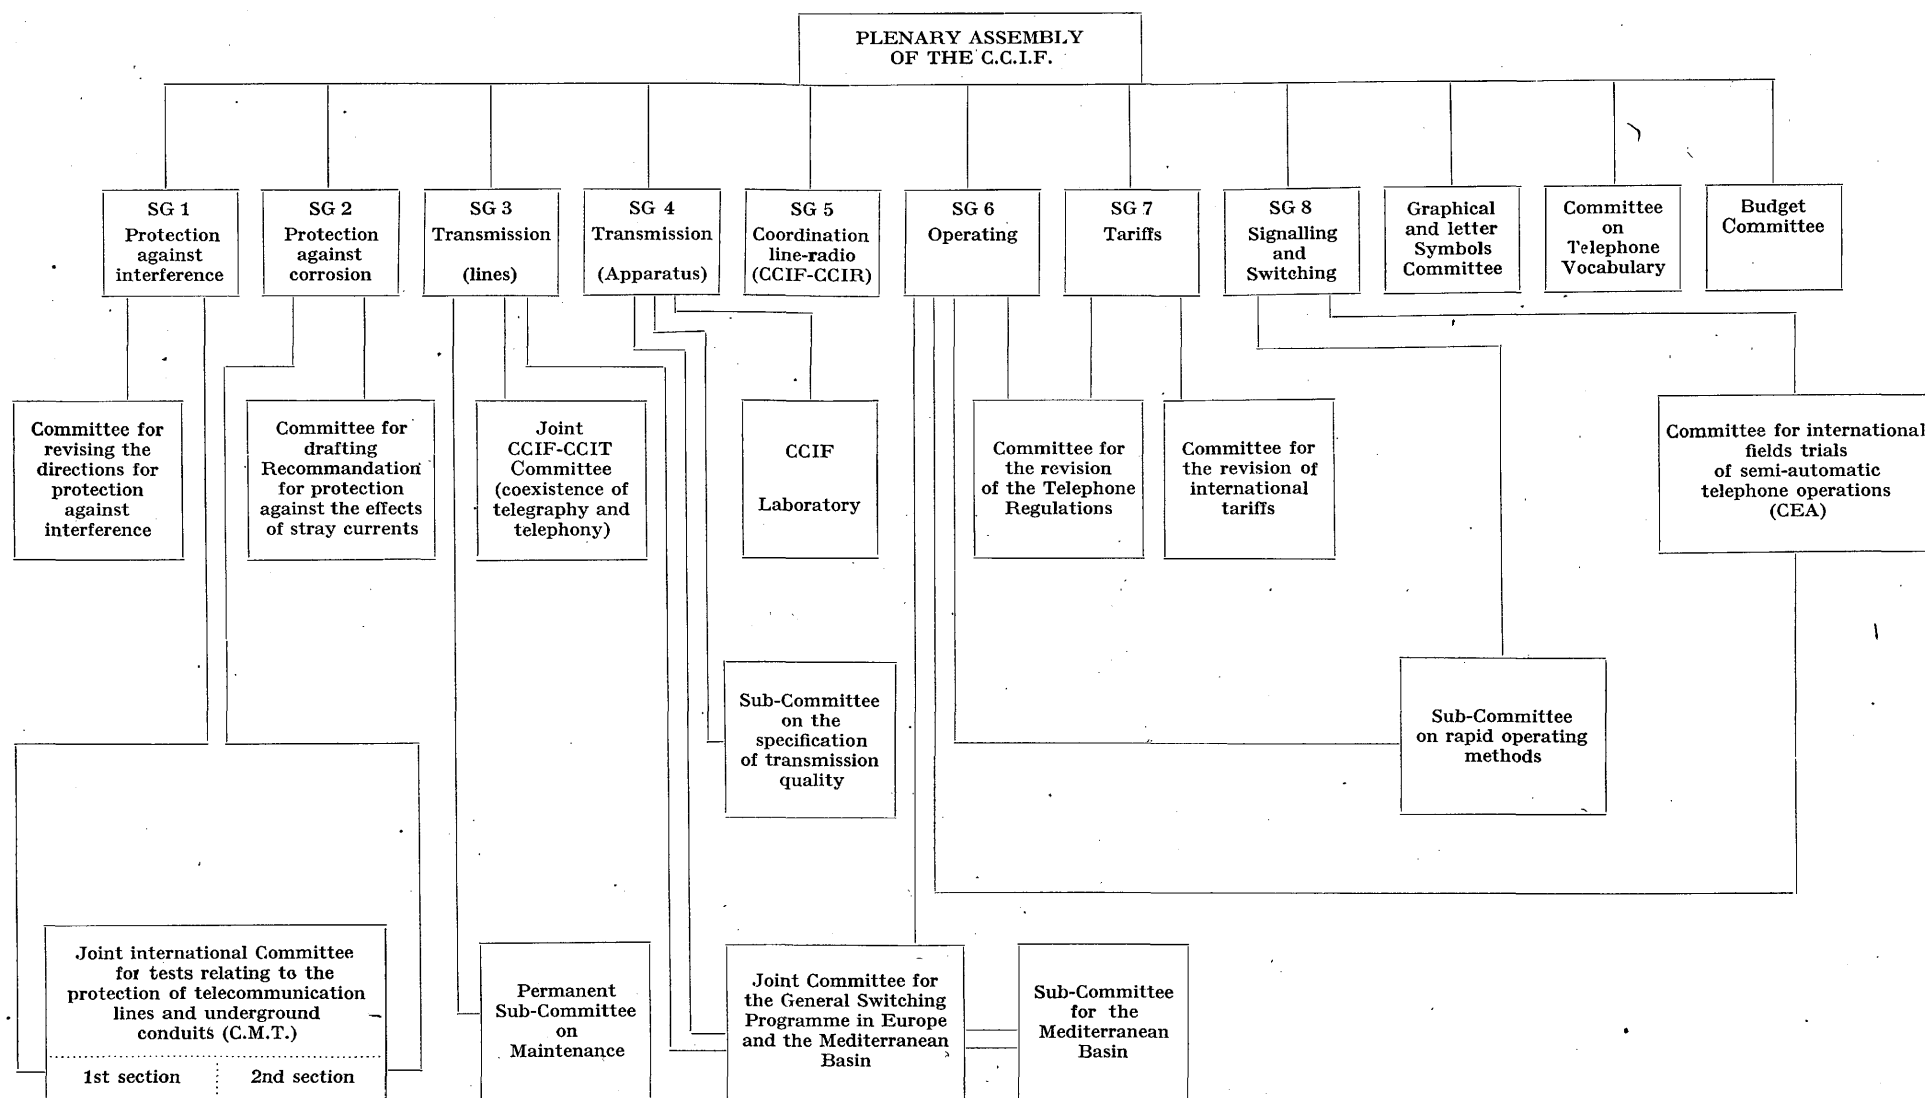 PLENARY ASSEMBLY
OF THE C.C.I.F.
SG 1
Protection
against
interference
SG 2
Protection
against
corrosion
SG 3
Transmission
(lines)
SG 4
Transmission
(Apparatus)
SG 5
Coordination
line-radio
(CCIF-CCIR)
SG 6
Operating
SG 7
Tariffs
SG 8
Signalling
and
Switching
Graphical
and letter
Symbols
Committee
Committee
on
Telephone
Vocabulary
Budget
Committee
Committee for
revising the
directions for
protection
against
interference
Committee for
drafting
Recommandation
for protection
against the effects
of stray currents
Joint
CCIF-CCIT
Committee
(coexistence of
telegraphy and
telephony)
CCIF
Laboratory
Committee for
the revision
of the Telephone
Regulations
Committee for
the revision of
international
tariffs
Committee for international
fields trials
of semi-automatic
telephone operations
(CEA)
Sub-Committee
on the
specification
of transmission
quality
Sub-Committee
on rapid operating
methods
Joint international Committee
for tests relating to the
protection of telecommunication
lines and underground
conduits (C.M.T.)
1st section
2nd section
Permanent
Sub-Committee
on
Maintenance
Joint Committee for
the General Switching
Programme in Europe
and the Mediterranean
Basin
Sub-Committee
for the
Mediterranean
Basin